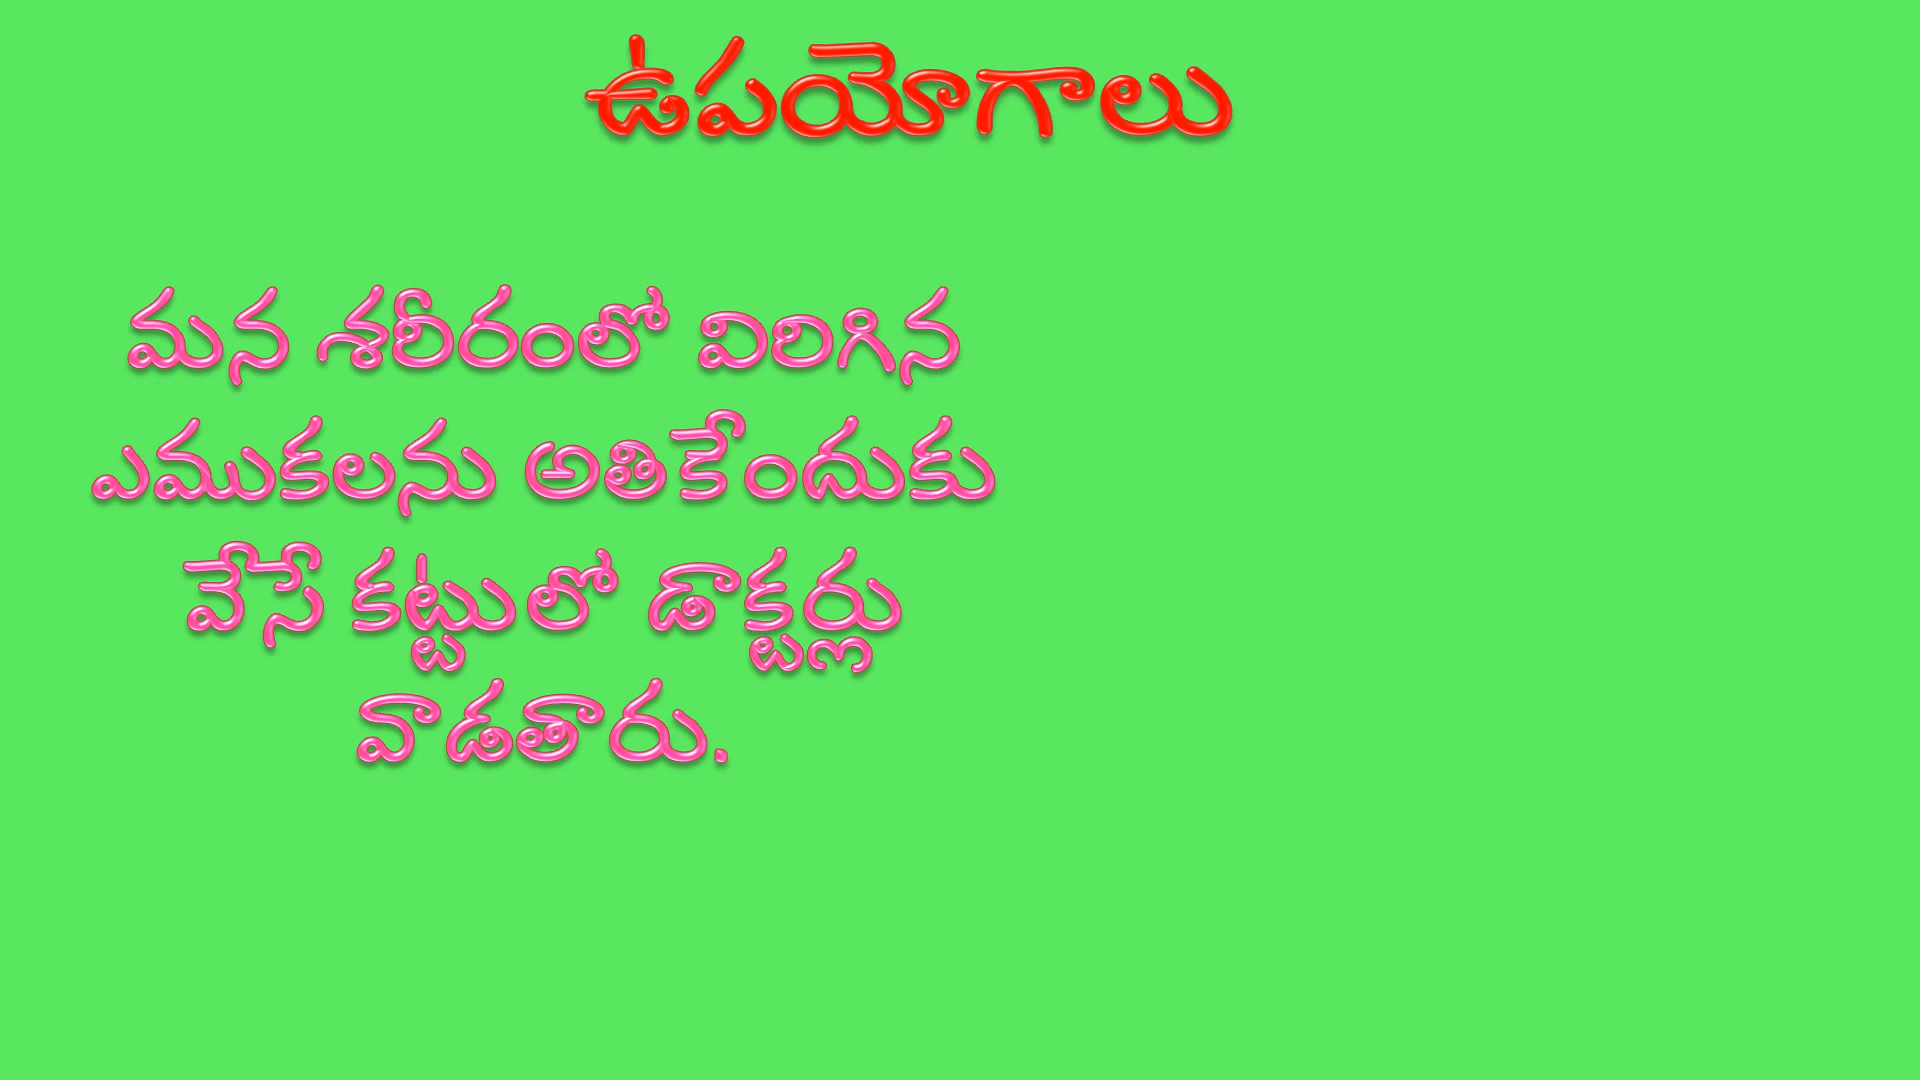 ఉపయోగాలు
మన శరీరంలో విరిగిన
ఎముకలను అతికేందుకు
వేసే కట్టులో డాక్టర్లు
వాడతారు.